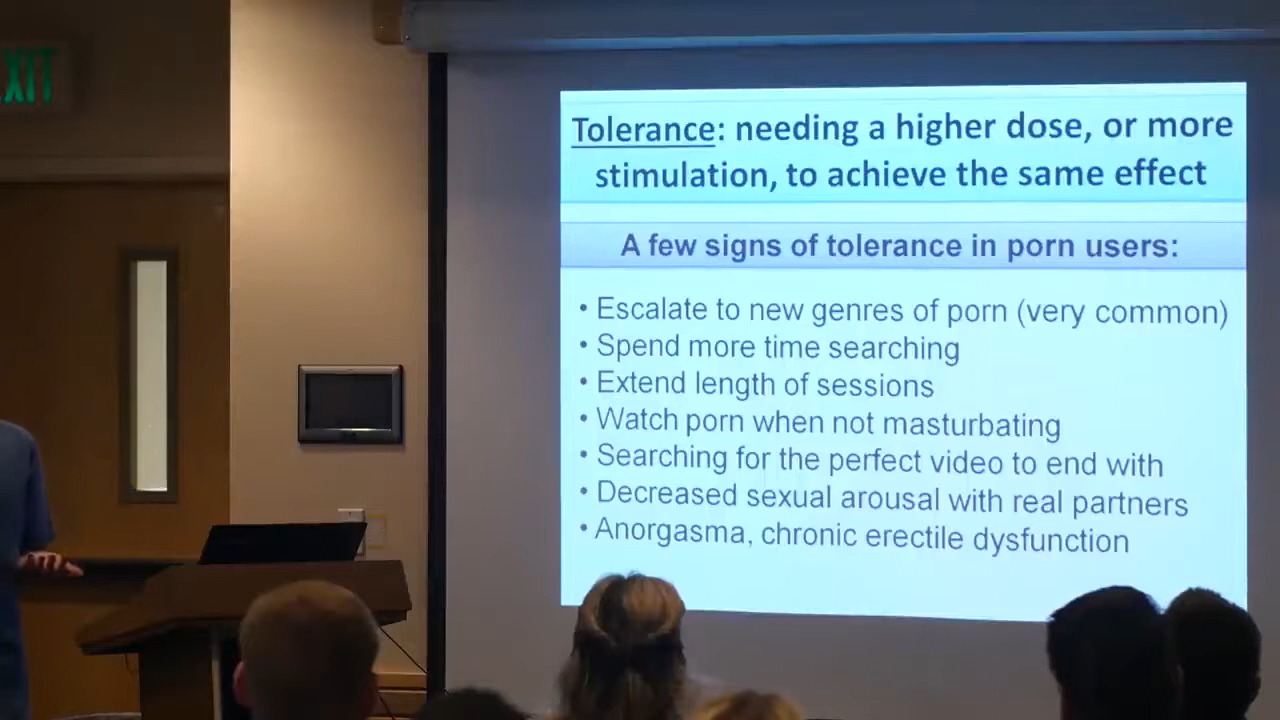 EXIT
Tolerance: needing a higher dose, or more
stimulation, to achieve the same effect
A few signs of tolerance in porn users:
• Escalate to new genres of porn (very common)
• Spend more time searching
• Extend length of sessions
• Watch porn when not masturbating
• Searching for the perfect video to end with
• Decreased sexual arousal with real partners
• Anorgasma, chronic erectile dysfunction